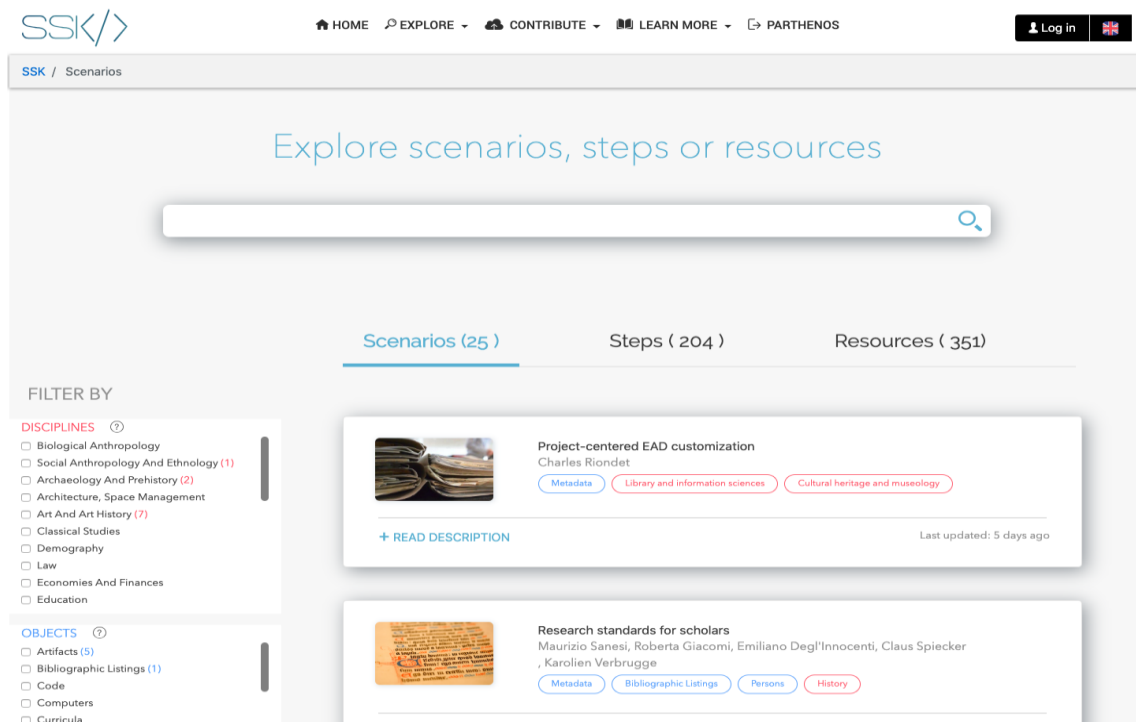 SSK</>
HOME EXPLORE CONTRIBUTE LEARN MORE PARTHENOS
Log in
SSK / Scenarios
Explore scenarios, steps or resources
Scenarios (25 ) Steps ( 204 ) Resources ( 351)
FILTER BY
DISCIPLINES ?
Biological Anthropology
Social Anthropology And Ethnology (1)
Archaeology And Prehistory (2)
Architecture, Space Management
Art And Art History (7)
Classical Studies
Demography
Law
Economies And Finances
Education
OBJECTS ?
Artifacts (5)
Bibliographic Listings (1)
Code
Computers
Curricula
Project-centered EAD customization
Charles Riondet
Metadata Library and information sciences Cultural heritage and museology
+ READ DESCRIPTION Last updated: 5 days ago
Research standards for scholars
Maurizio Sanesi, Roberta Giacomi, Emiliano Degl'Innocenti, Claus Spiecker
, Karolien Verbrugge
Metadata Bibliographic Listings Persons History